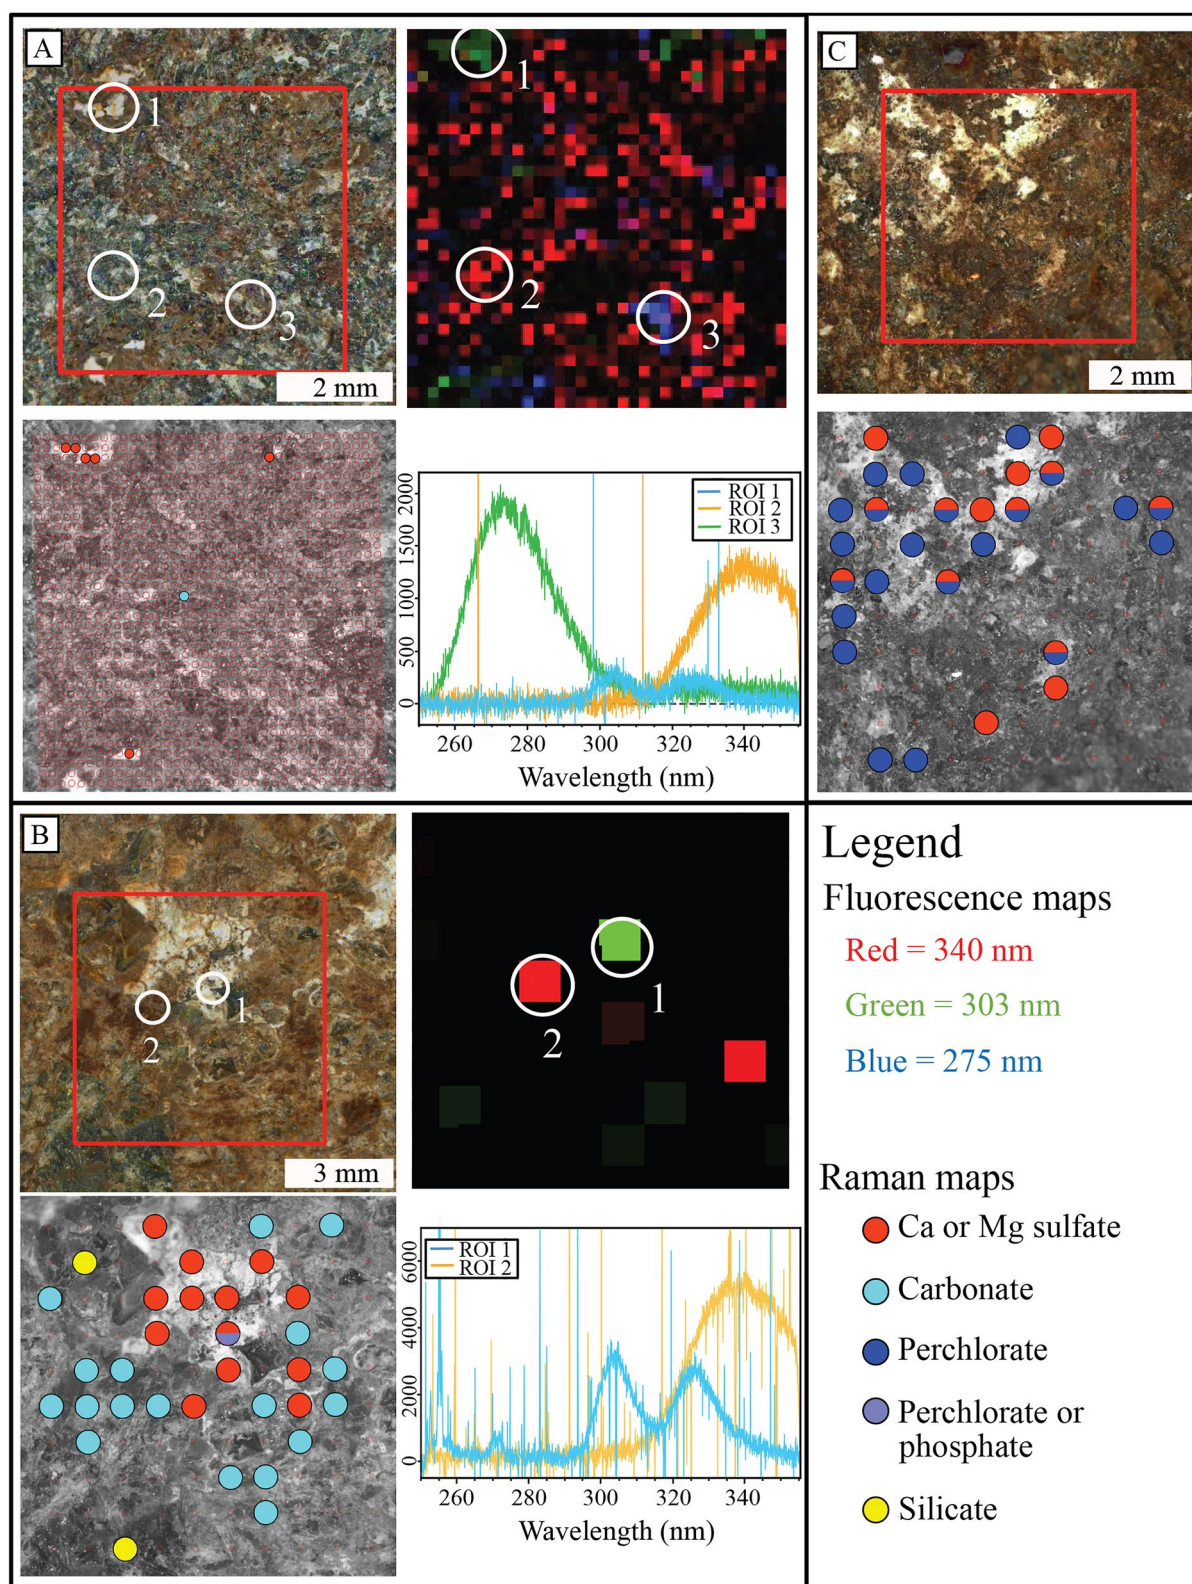 A
1
2
3
2 mm
1
2
3
0
500
1000
1500
2000
ROI 1
ROI 2
ROI 3
260
280
300
320
340
Wavelength (nm)
C
2 mm
B
1
2
3 mm
1
2
0
2000
4000
6000
ROI 1
ROI 2
260
280
300
320
340
Wavelength (nm)
Legend
Fluorescence maps
Red = 340 nm
Green = 303 nm
Blue = 275 nm
Raman maps
Ca or Mg sulfate
Carbonate
Perchlorate
Perchlorate or
phosphate
Silicate